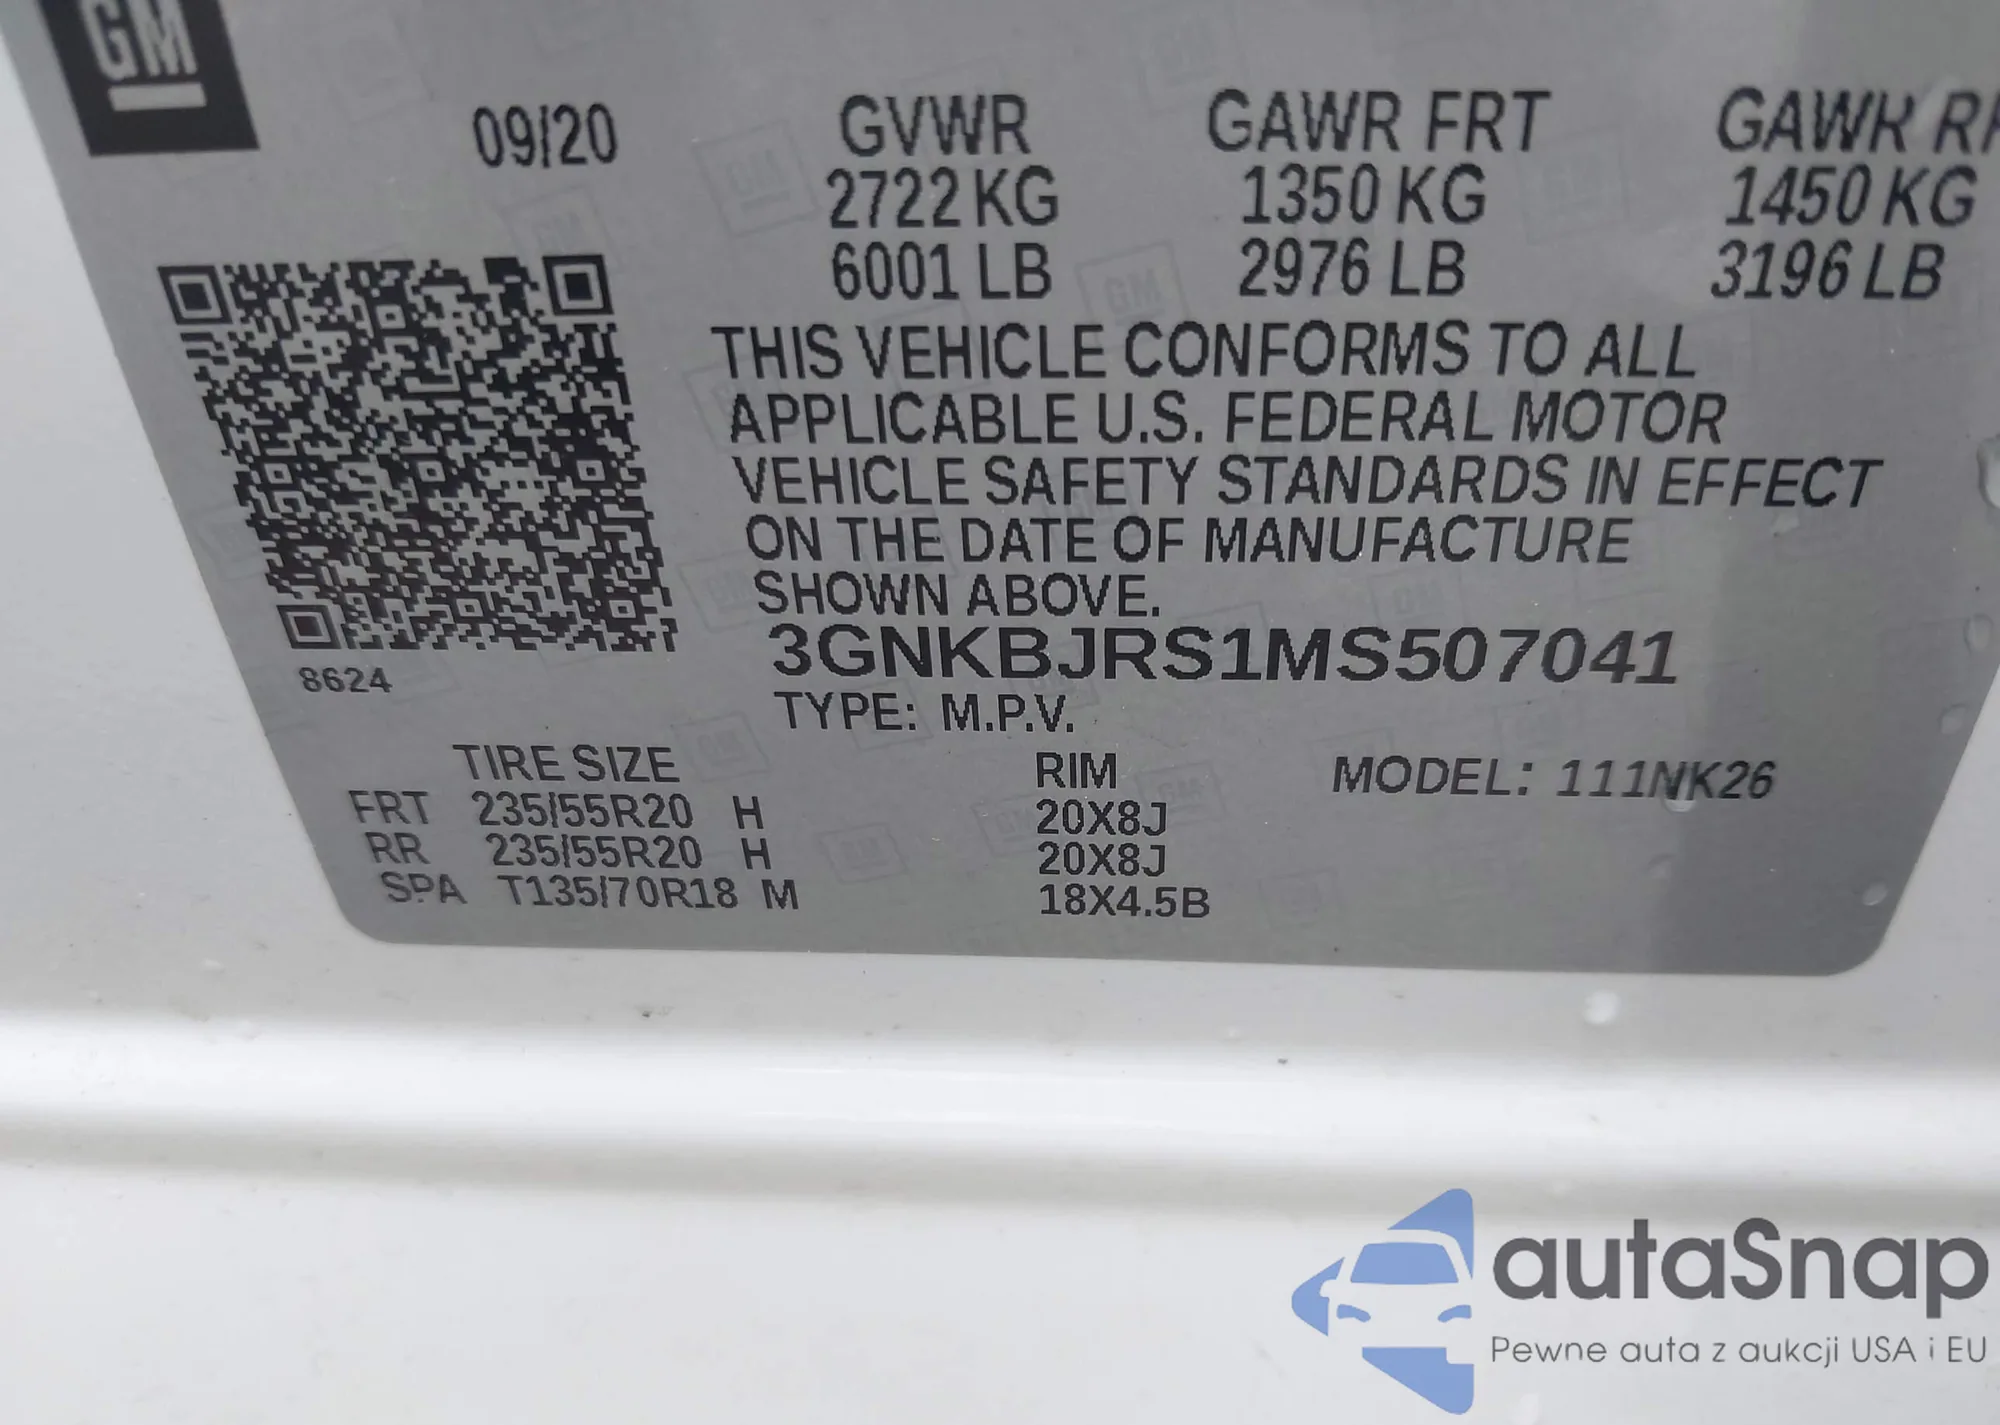 GM
09/20 GVWR GAWR FRT GAWR
2722 KG 1350 KG 1450 KG
6001 LB 2976 LB 3196 LB
THIS VEHICLE CONFORMS TO ALL
APPLICABLE U.S. FEDERAL MOTOR
VEHICLE SAFETY STANDARDS IN EFFECT
ON THE DATE OF MANUFACTURE
SHOWN ABOVE.
3GNKBJRS1MS507041
8624
TYPE: M.P.V.
TIRE SIZE RIM MODEL: 111NK26
FRT 235/55R20 H 20X8J
RR 235/55R20 H 20X8J
SPA T135/70R18 M 18X4.5B
autaSnap
Pewne auta z aukcji USA i EU